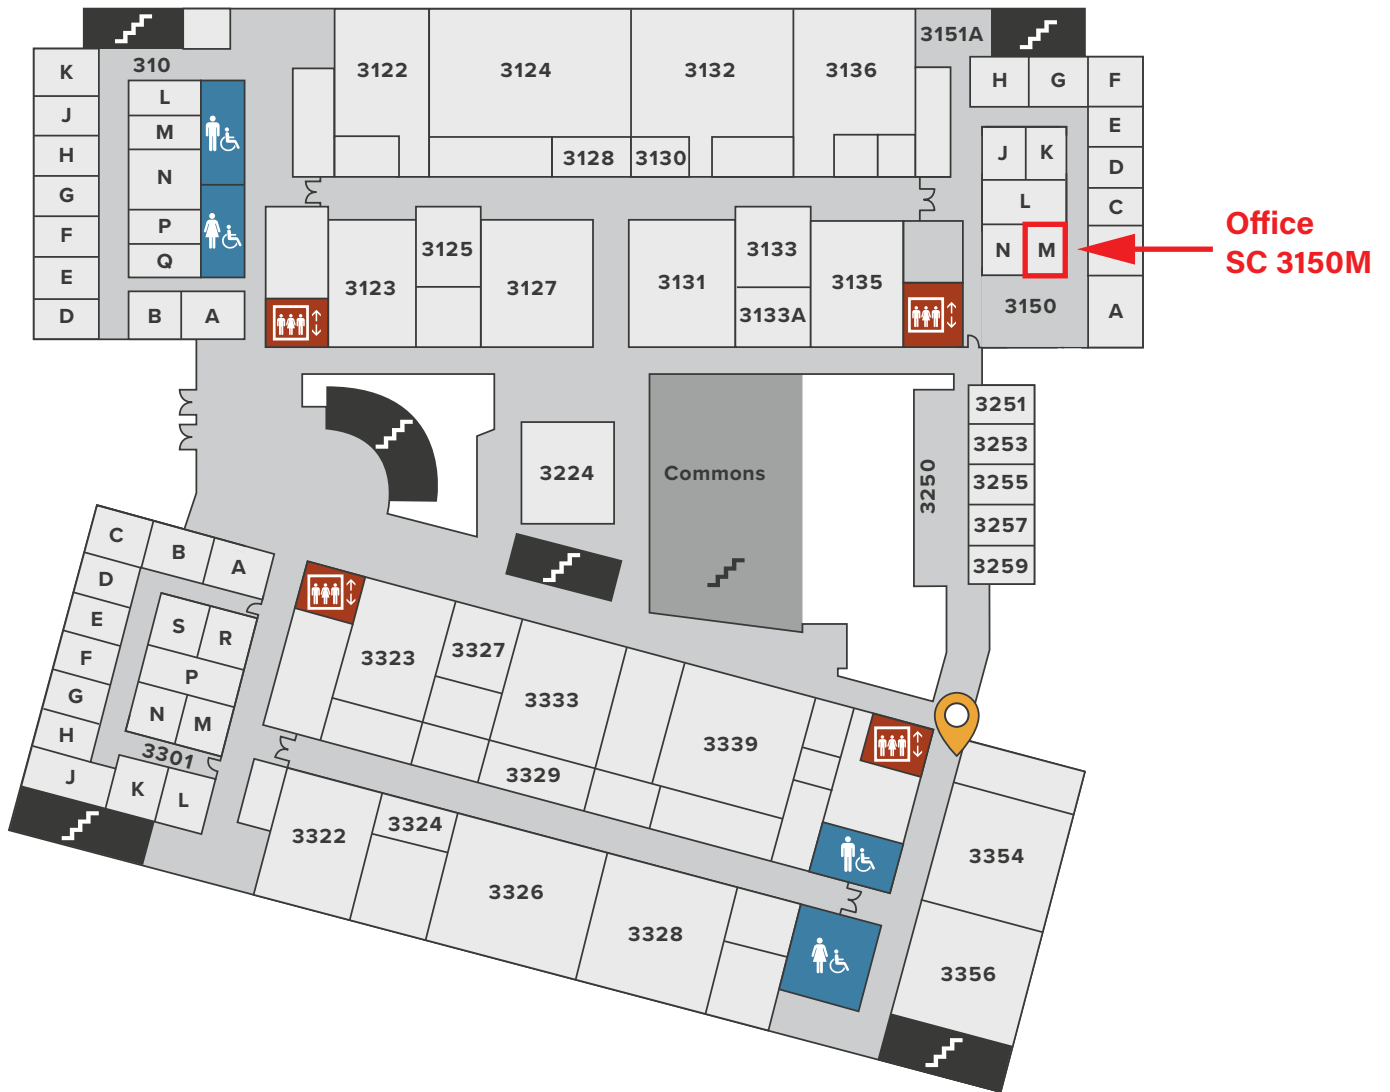 3151A
310
3122
3124
3132
3136
K
H
G
F
L
J
E
M
J
K
H
3128
3130
D
N
G
L
C
P
F
3125
3133
N
M
Office
SC 3150M
Q
E
3123
3127
3131
3135
3150
D
B
A
3133A
A
3251
3253
3224
Commons
3255
3250
3257
C
B
A
3259
D
E
S
R
F
P
3323
3327
G
N
M
3333
H
3301
3339
J
K
L
3329
3322
3324
3354
3326
3328
3356